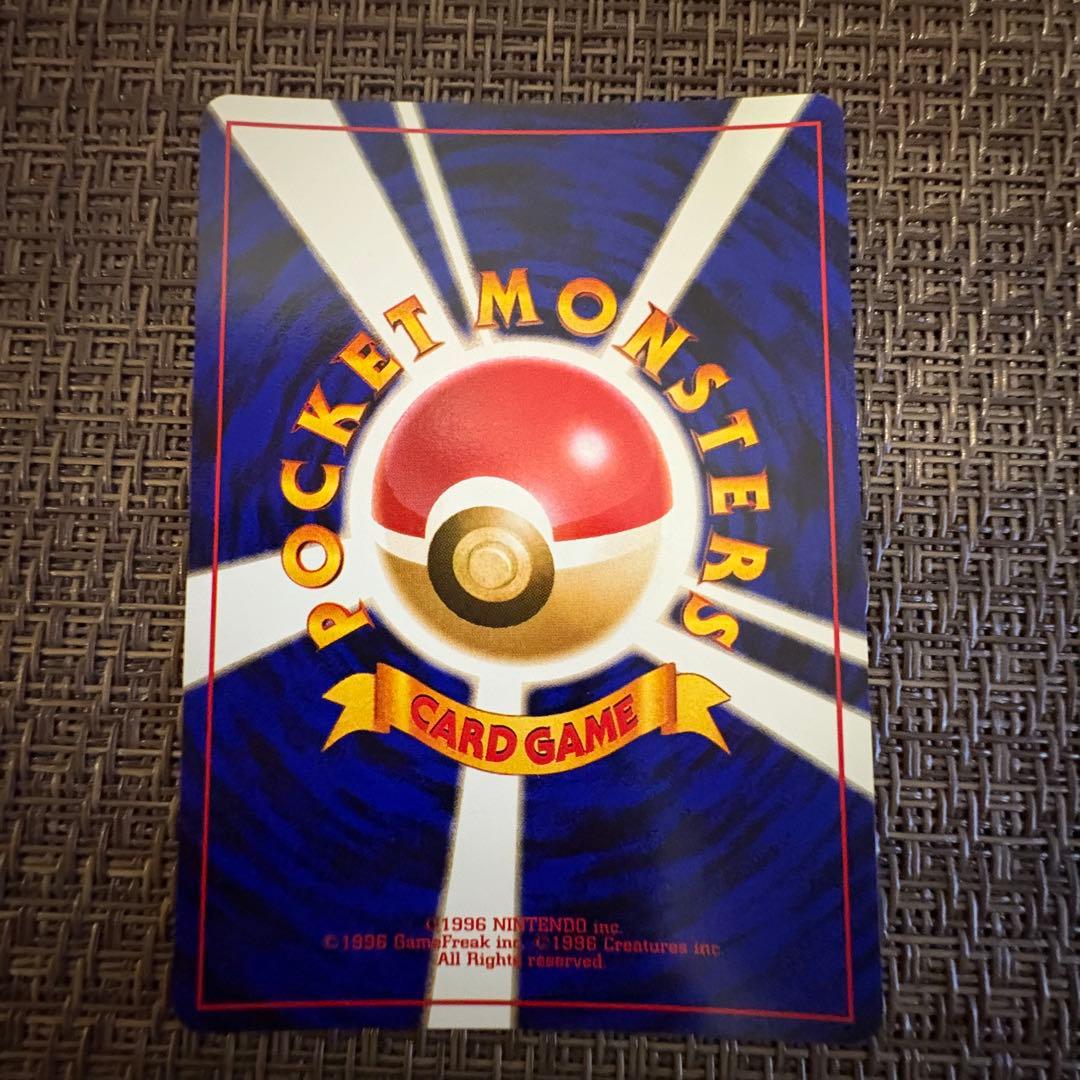 POCKET MONSTERS
CARD GAME
©1996 NINTENDO inc.
©1996 GameFreak inc. ©1996 Creatures inc.
All Rights reserved.